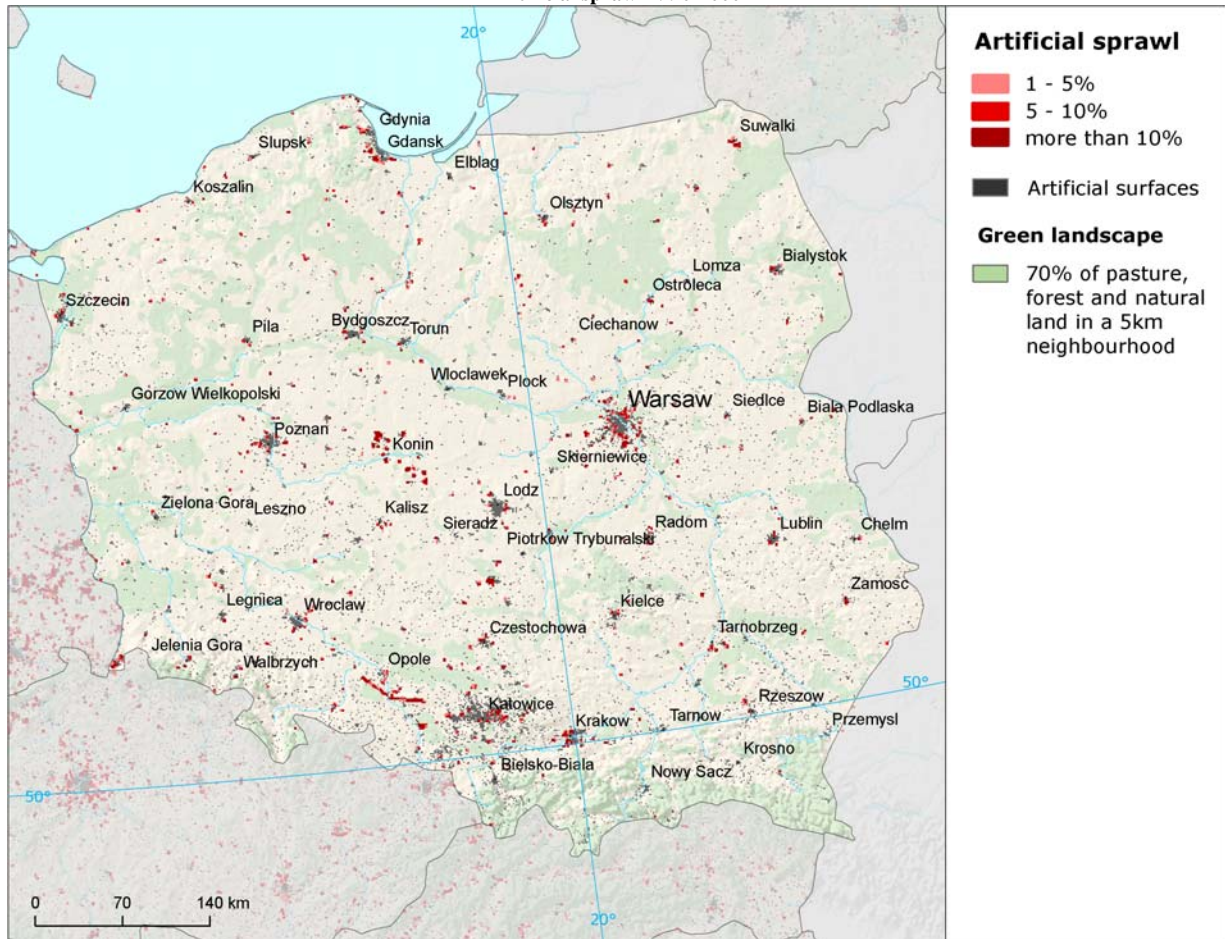 20°
Gdynia
Gdansk
Slupsk
Suwalki
Elblag
Koszalin
Olsztyn
Lomza
Bialystok
Ostroleca
Szczecin
Bydgoszcz
Torun
Ciechanow
Pila
Wloclawek
Plock
Gorzow Wielkopolski
Warsaw
Siedlce
Biala Podlaska
Poznan
Konin
Skierniewice
Lodz
Zielona Gora
Leszno
Kalisz
Sieradz
Piotrkow Trybunalski
Radom
Lublin
Chelm
Zamosc
Legnica
Wroclaw
Kielce
Czestochowa
Tarnobrzeg
Jelenia Gora
Walbrzych
Opole
50°
Katowice
Rzeszow
Krakow
Tarnow
Przemysl
Krosno
Bielsko-Biala
Nowy Sacz
50°
0 70 140 km
20°
Artificial sprawl
1 - 5%
5 - 10%
more than 10%
Artificial surfaces
Green landscape
70% of pasture,
forest and natural
land in a 5km
neighbourhood